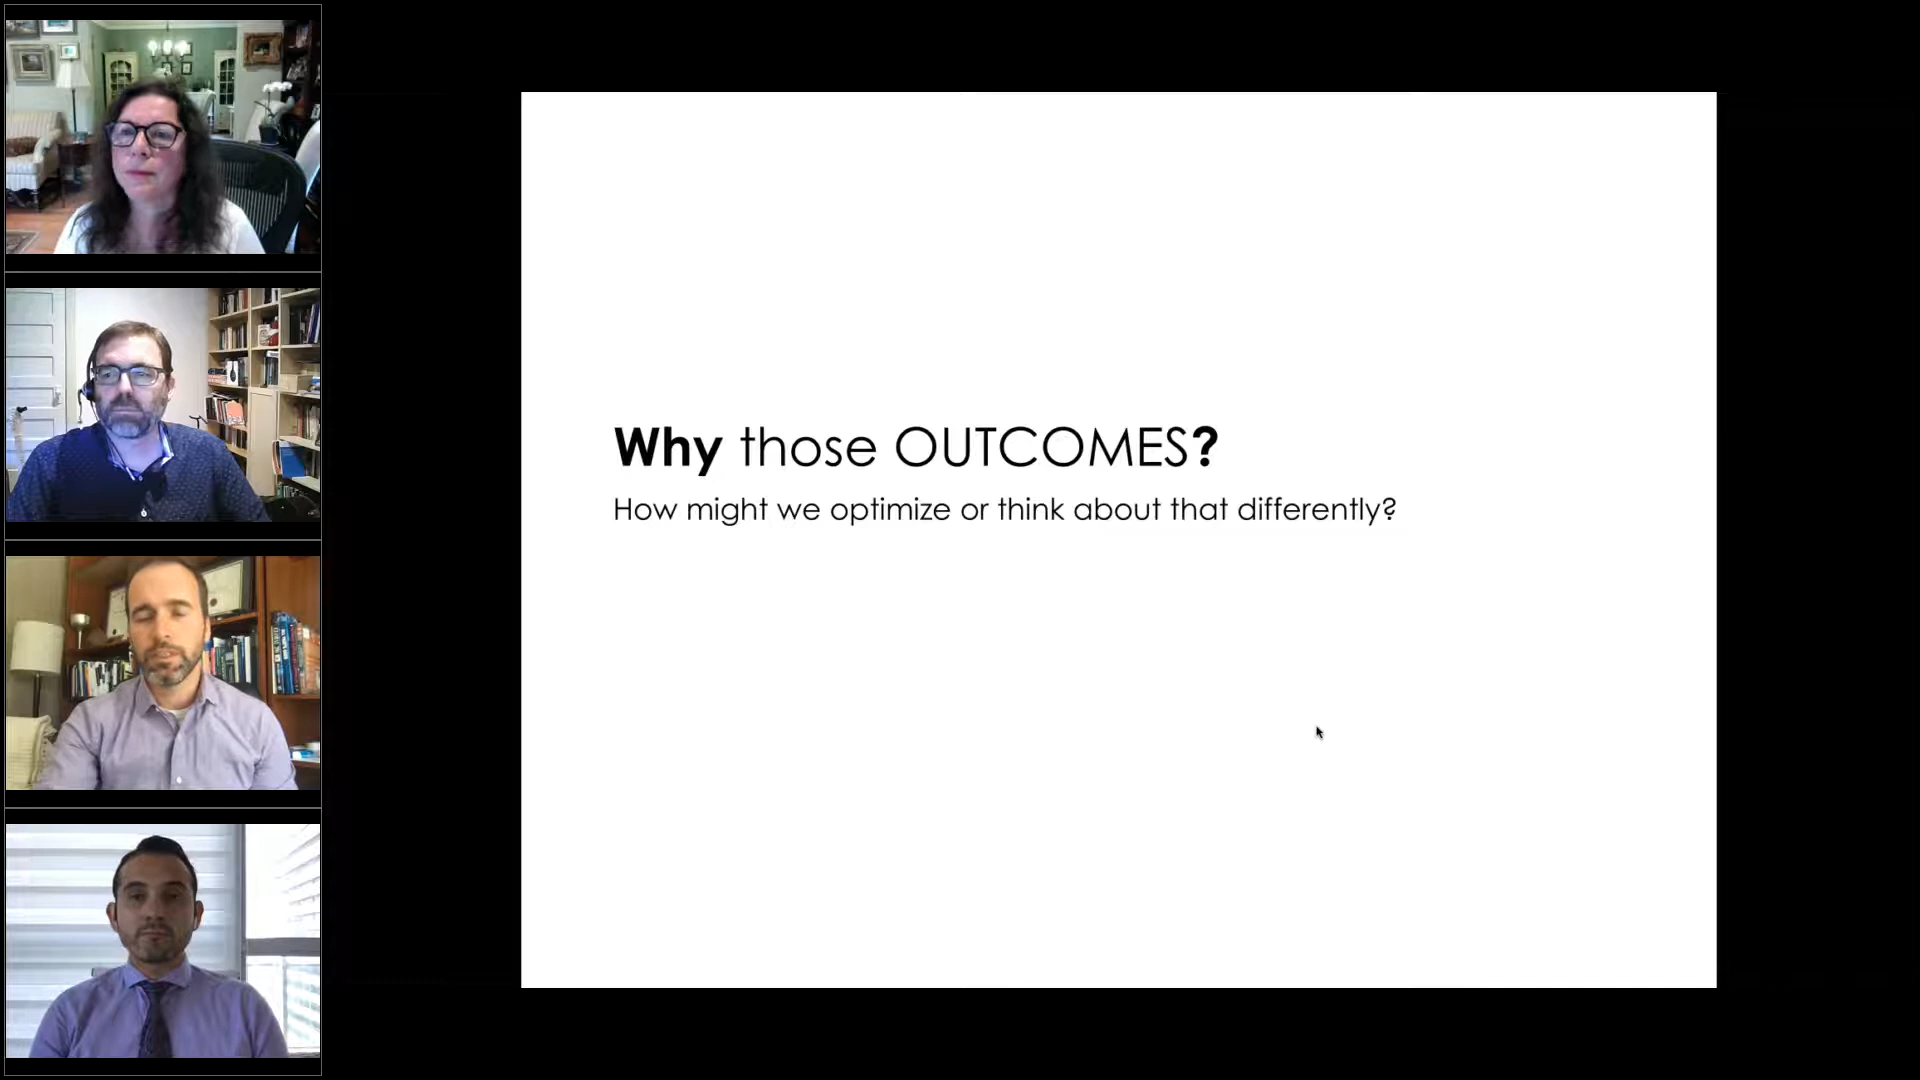 Why those OUTCOMES?
How might we optimize or think about that differently?